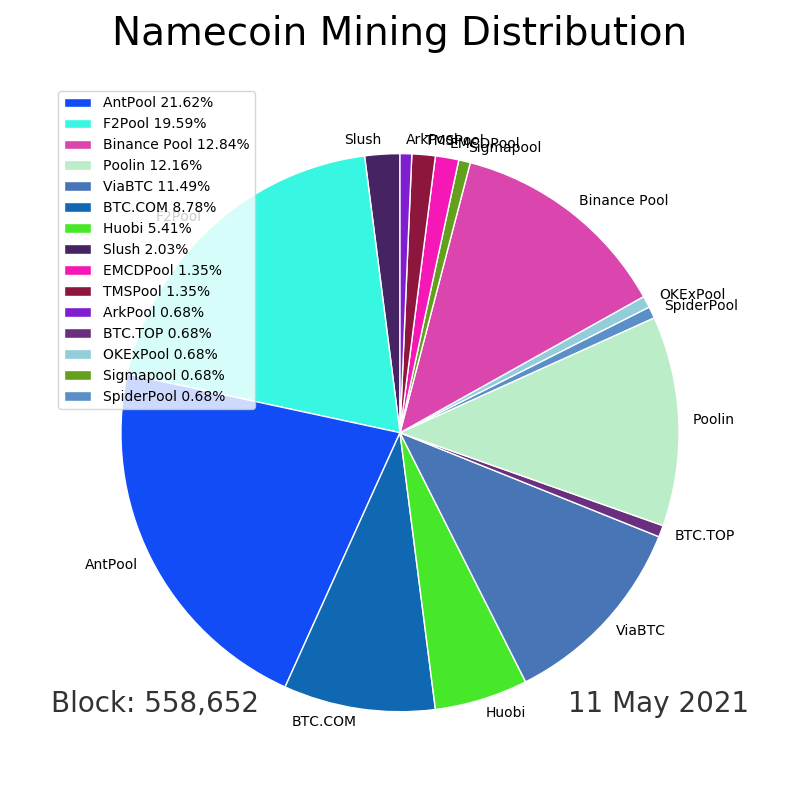 Namecoin Mining Distribution
AntPool 21.62%
F2Pool 19.59%
Binance Pool 12.84%
Poolin 12.16%
ViaBTC 11.49%
BTC.COM 8.78%
Huobi 5.41%
Slush 2.03%
EMCDPool 1.35%
TMSPool 1.35%
ArkPool 0.68%
BTC.TOP 0.68%
OKExPool 0.68%
Sigmapool 0.68%
SpiderPool 0.68%
Slush
ArkPool
TMSPool
EMCDPool
Sigmapool
Binance Pool
OKExPool
SpiderPool
Poolin
BTC.TOP
ViaBTC
Huobi
BTC.COM
AntPool
F2Pool
Block: 558,652
11 May 2021